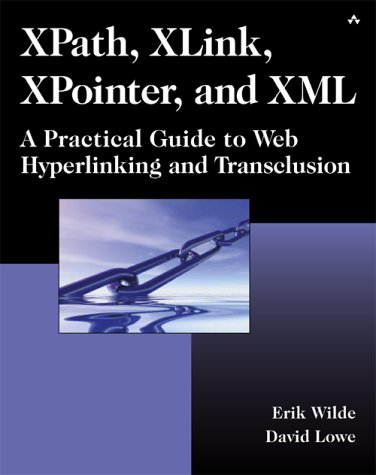 XPath, XLink,
XPointer, and XML
A Practical Guide to Web
Hyperlinking and Transclusion
Erik Wilde
David Lowe